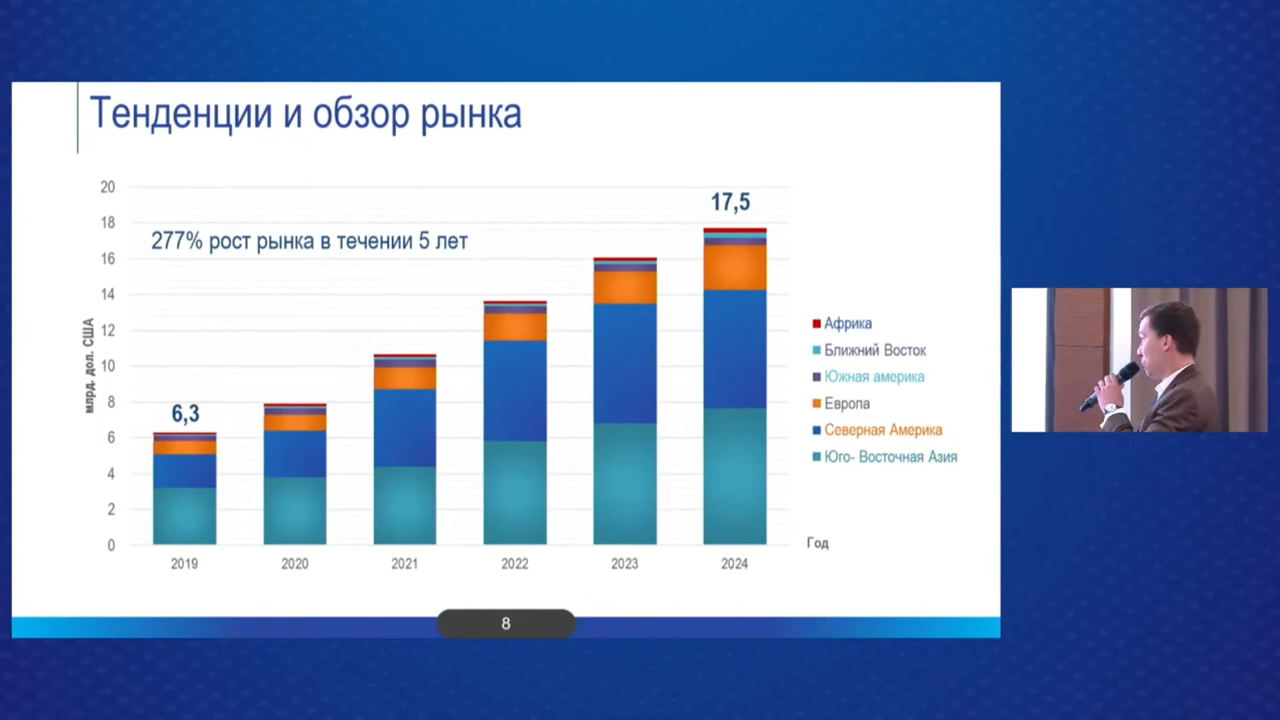 Тенденции и обзор рынка
млрд. дол. США
20
18
16
14
12
10
8
6
4
2
0
277% рост рынка в течении 5 лет
6,3
17,5
2019
2020
2021
2022
2023
2024
Год
Африка
Ближний Восток
Южная америка
Европа
Северная Америка
Юго- Восточная Азия
8